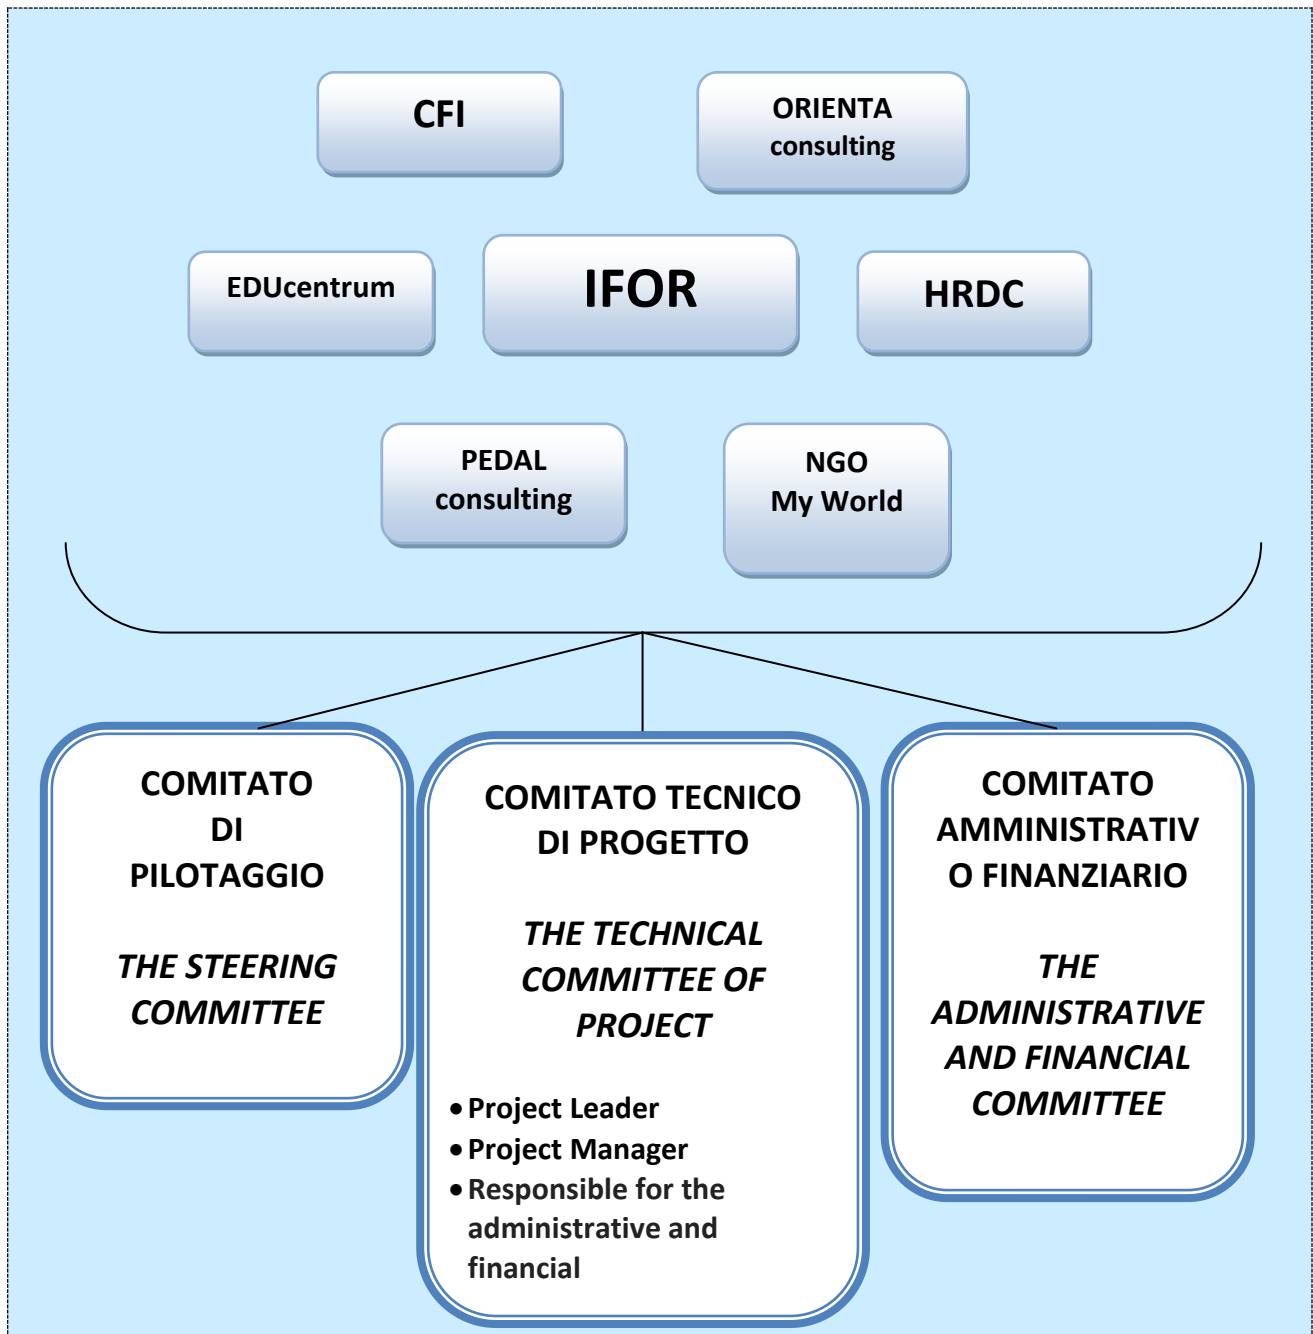 CFI
ORIENTA
consulting
EDUcentrum
IFOR
HRDC
PEDAL
consulting
NGO
My World
COMITATO
DI
PILOTAGGIO
THE STEERING
COMMITTEE
COMITATO TECNICO
DI PROGETTO
THE TECHNICAL
COMMITTEE OF
PROJECT
• Project Leader
• Project Manager
• Responsible for the
administrative and
financial
COMITATO
AMMINISTRATIV
O FINANZIARIO
THE
ADMINISTRATIVE
AND FINANCIAL
COMMITTEE